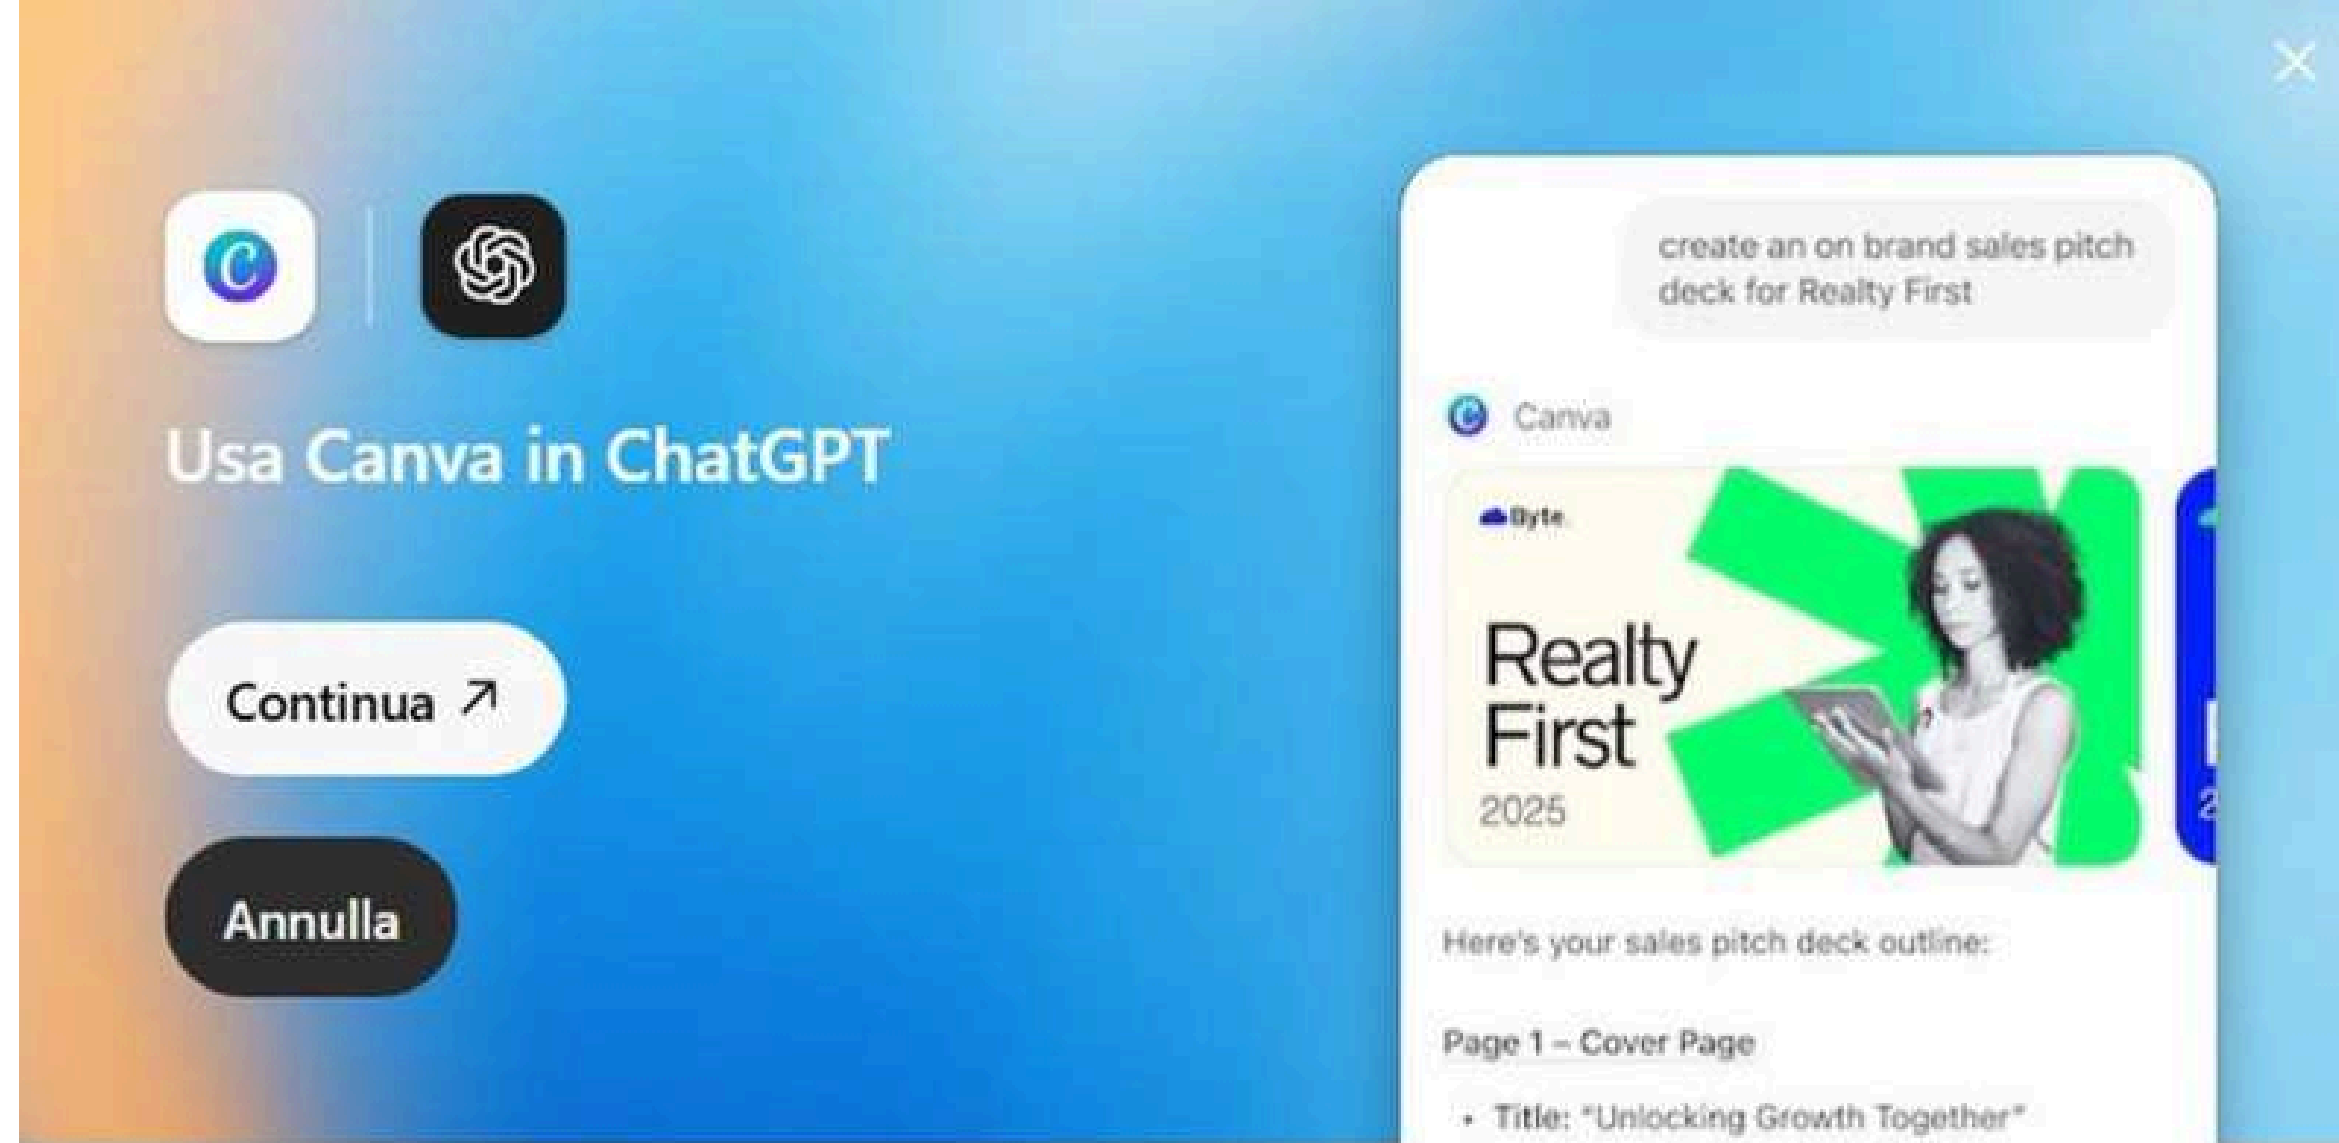 Usa Canva in ChatGPT
Continua
Annulla
create an on brand sales pitch
deck for Realty First
Canva
Byte.
Realty
First
2025
Here's your sales pitch deck outline:
Page 1 – Cover Page
• Title: "Unlocking Growth Together"